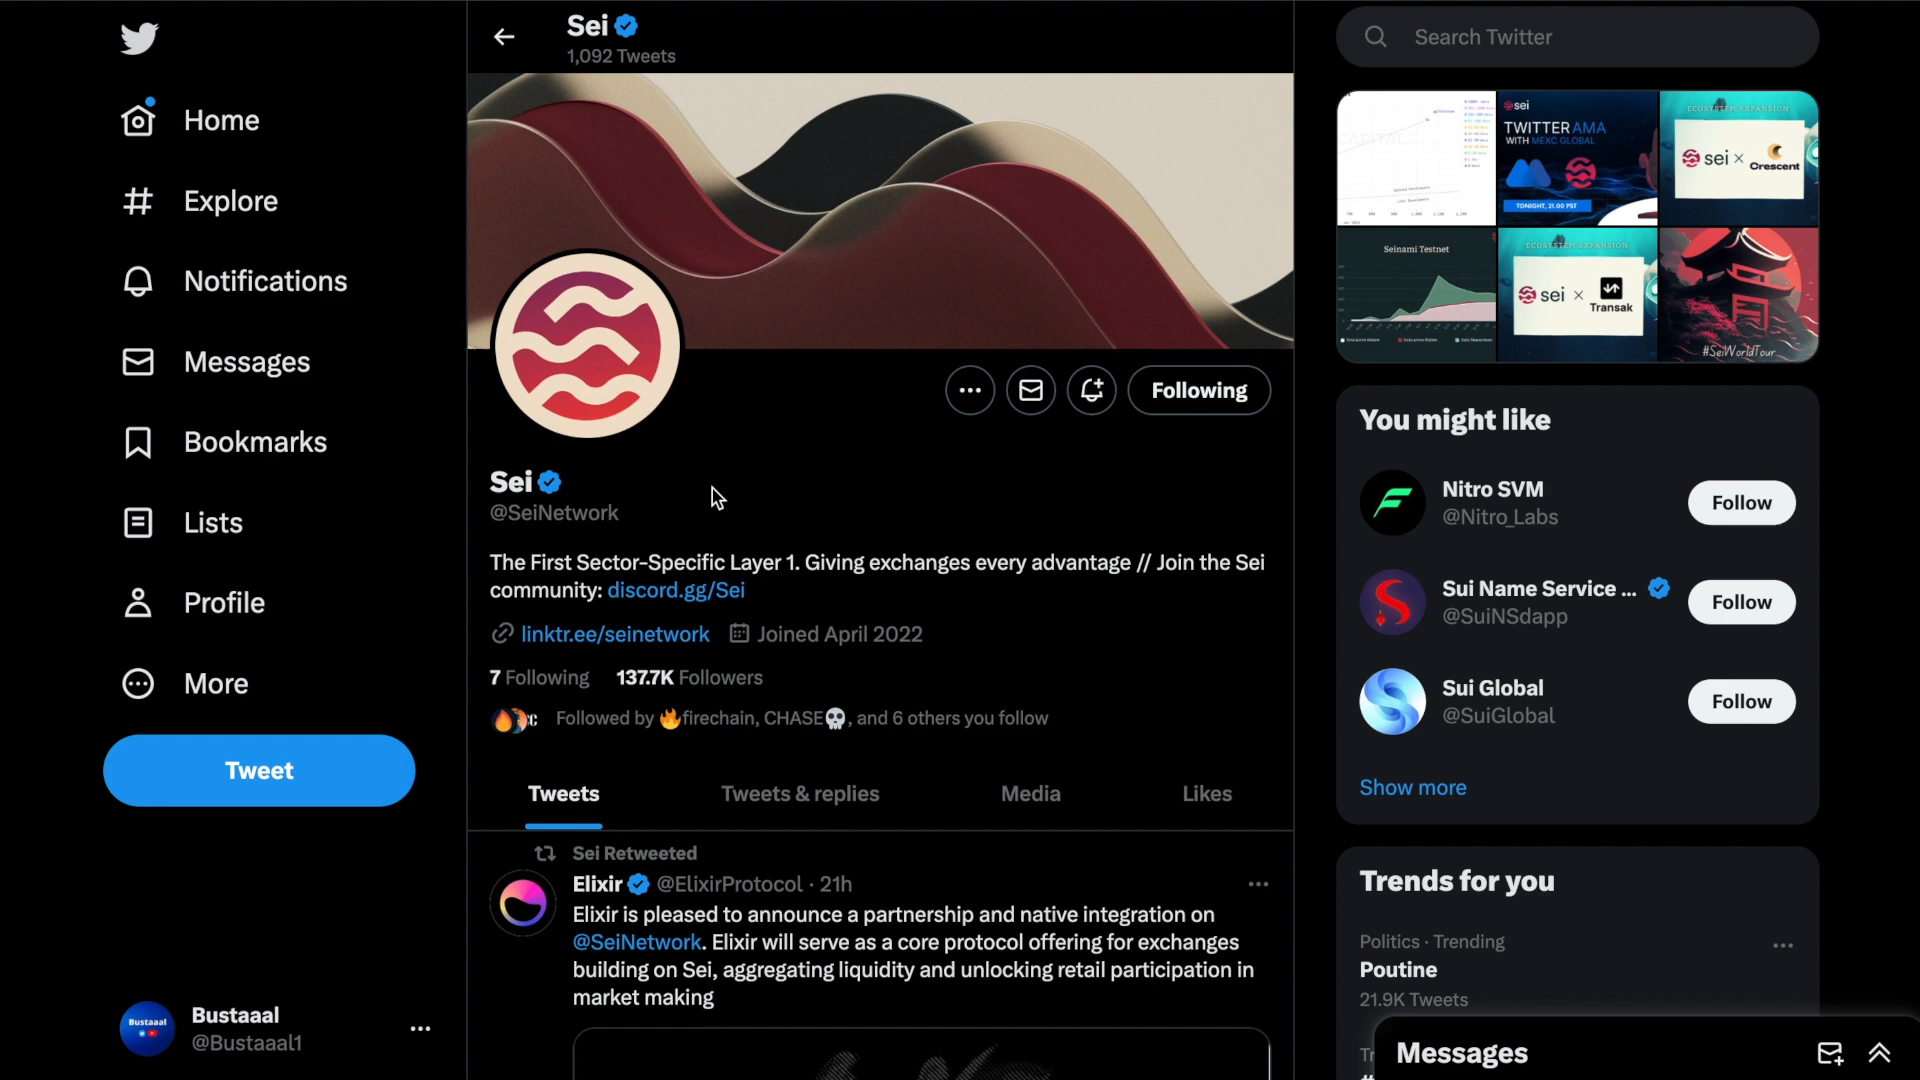 Home
Explore
Notifications
Messages
Bookmarks
Lists
Profile
More
Tweet
Bustaaal
Bustaaal
@Bustaaal1
Sei
1,092 Tweets
Following
Sei
@SeiNetwork
The First Sector-Specific Layer 1. Giving exchanges every advantage // Join the Sei
community: discord.gg/Sei
linktr.ee/seinetwork Joined April 2022
7 Following 137.7K Followers
Followed by 🔥firechain, CHASE💀, and 6 others you follow
Tweets Tweets & replies Media Likes
Sei Retweeted
Elixir @ElixirProtocol · 21h
Elixir is pleased to announce a partnership and native integration on
@SeiNetwork. Elixir will serve as a core protocol offering for exchanges
building on Sei, aggregating liquidity and unlocking retail participation in
market making
Search Twitter
CAPITAL
sei
TWITTER AMA
WITH MEXC GLOBAL
TONIGHT, 21.00 PST
ECOSYSTEM EXPANSION
sei × Crescent
Seinami Testnet
ECOSYSTEM EXPANSION
sei × Transak
#SeiWorldTour
You might like
Nitro SVM
@Nitro_Labs
Follow
Sui Name Service ...
@SuiNSdapp
Follow
Sui Global
@SuiGlobal
Follow
Show more
Trends for you
Politics · Trending
Poutine
21.9K Tweets
Messages